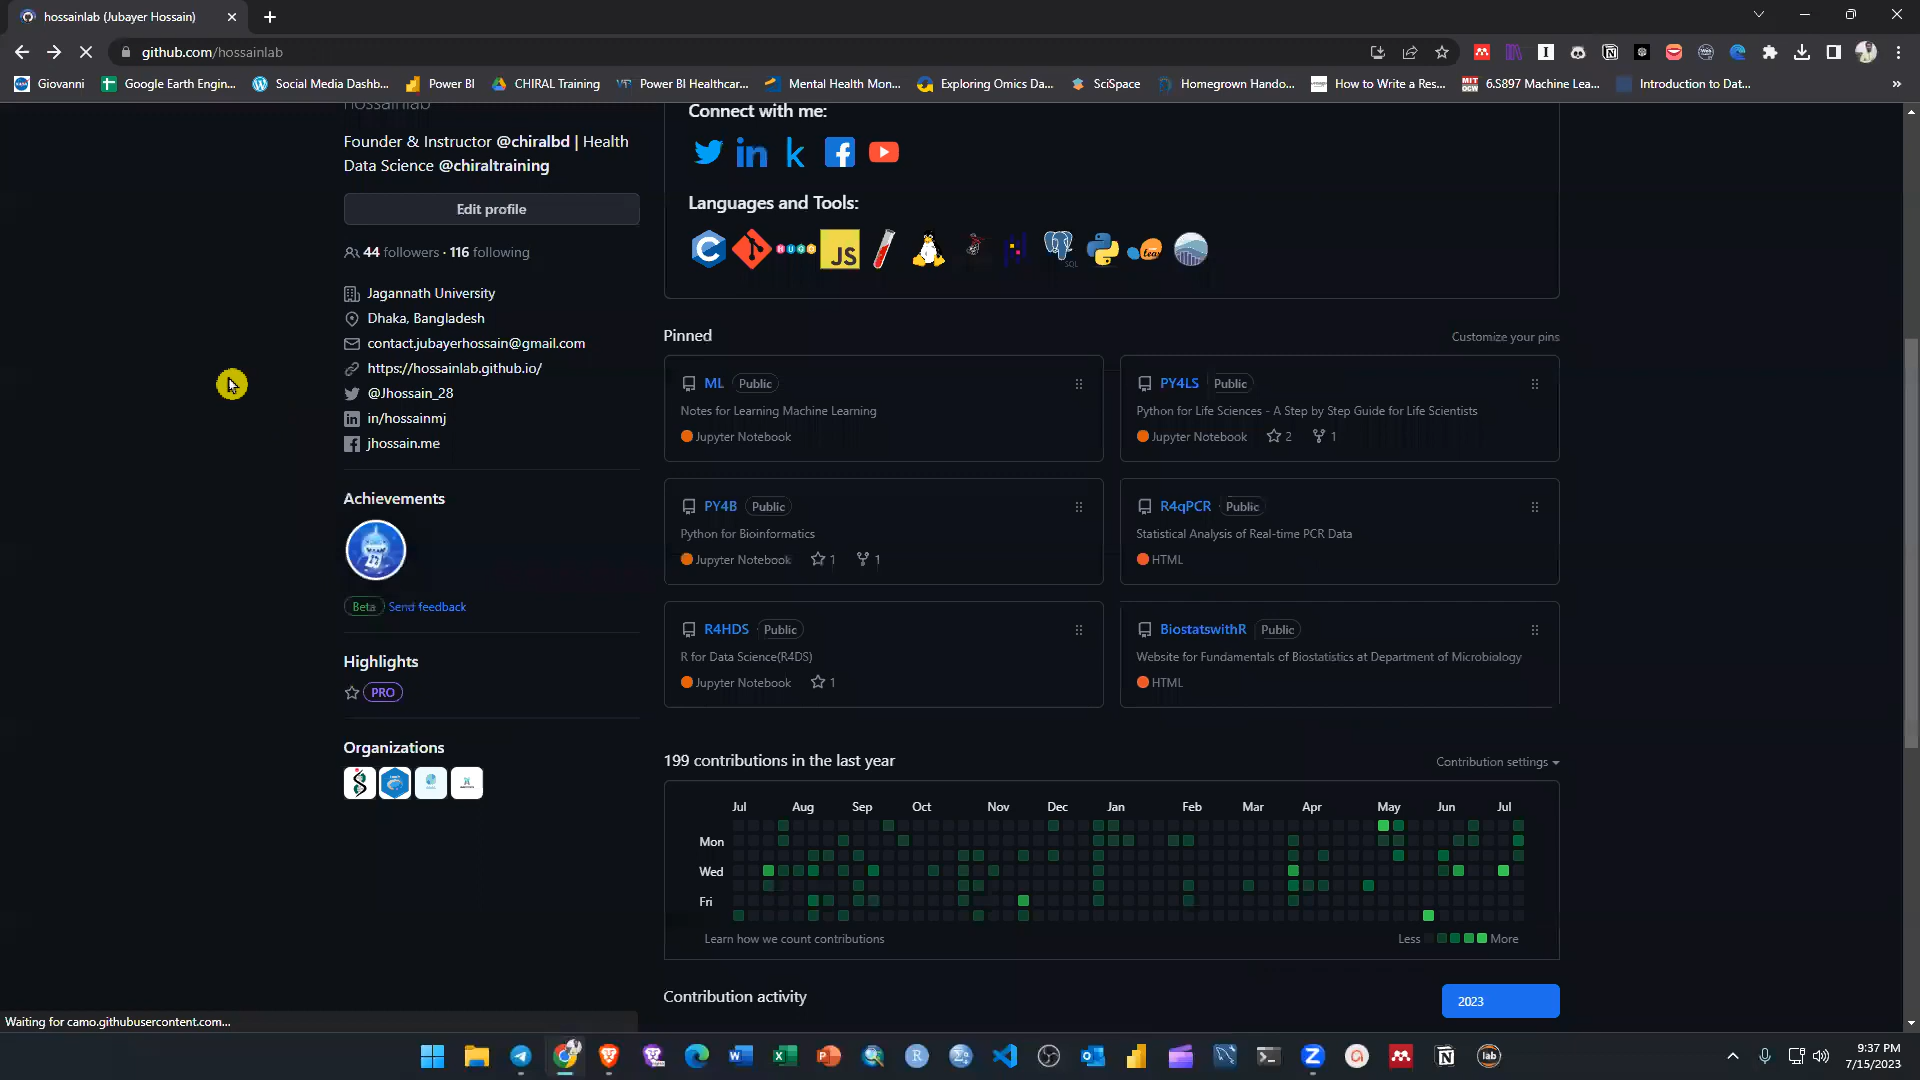 hossainlab (Jubayer Hossain)
github.com/hossainlab
Giovanni
Google Earth Engin...
Social Media Dashb...
Power BI
CHIRAL Training
Power BI Healthcar...
Mental Health Mon...
Exploring Omics Da...
SciSpace
Homegrown Hando...
How to Write a Res...
6.S897 Machine Lea...
Introduction to Dat...
hossainlab
Founder & Instructor @chiralbd | Health
Data Science @chiraltraining
Edit profile
44 followers · 116 following
Jagannath University
Dhaka, Bangladesh
contact.jubayerhossain@gmail.com
https://hossainlab.github.io/
@Jhossain_28
in/hossainmj
jhossain.me
Achievements
Beta Send feedback
Highlights
PRO
Organizations
Connect with me:
Languages and Tools:
HUGO
JS
SQL
Pinned
Customize your pins
ML Public
Notes for Learning Machine Learning
Jupyter Notebook
PY4LS Public
Python for Life Sciences - A Step by Step Guide for Life Scientists
Jupyter Notebook 2 1
PY4B Public
Python for Bioinformatics
Jupyter Notebook 1 1
R4qPCR Public
Statistical Analysis of Real-time PCR Data
HTML
R4HDS Public
R for Data Science(R4DS)
Jupyter Notebook 1
BiostatswithR Public
Website for Fundamentals of Biostatistics at Department of Microbiology
HTML
199 contributions in the last year
Contribution settings
Jul Aug Sep Oct Nov Dec Jan Feb Mar Apr May Jun Jul
Mon
Wed
Fri
Learn how we count contributions
Less More
Contribution activity
2023
Waiting for camo.githubusercontent.com...
9:37 PM
7/15/2023